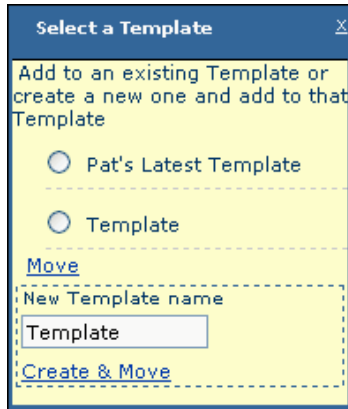 Select a Template X
Add to an existing Template or
create a new one and add to that
Template
Pat's Latest Template
Template
Move
New Template name
Template
Create & Move